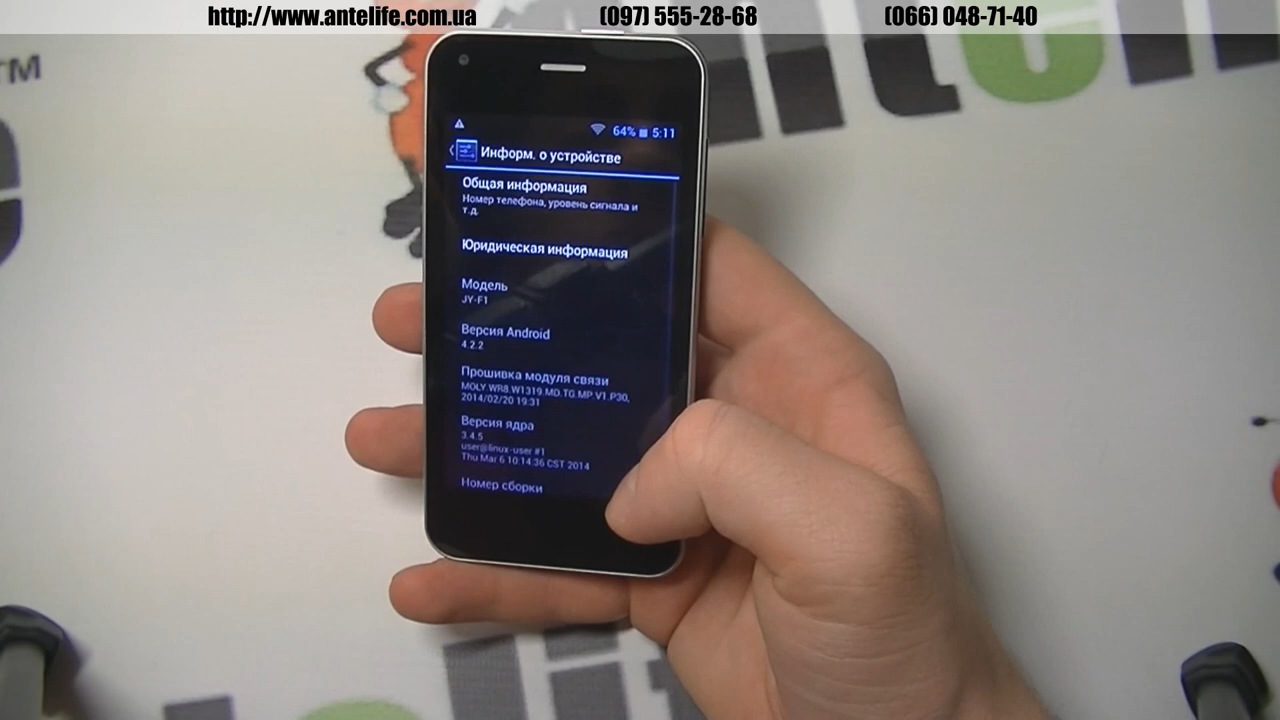 http://www.antelife.com.ua (097) 555-28-68 (066) 048-71-40
TM
64% 5:11
Информ. о устройстве
Общая информация
Номер телефона, уровень сигнала и
т.д.
Юридическая информация
Модель
JY-F1
Версия Android
4.2.2
Прошивка модуля связи
MOLY.WR8.W1319.MD.TG.MP.V1.P30,
2014/02/20 19:31
Версия ядра
3.4.5
user@linux-user #1
Thu Mar 6 10:14:36 CST 2014
Номер сборки